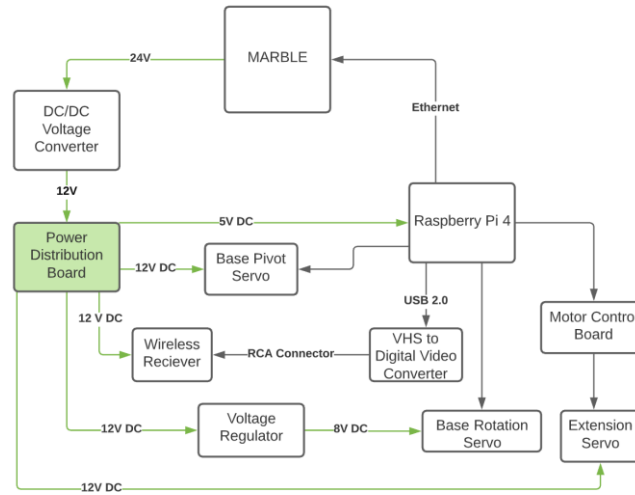 MARBLE
24V
Ethernet
DC/DC
Voltage
Converter
12V
5V DC
Raspberry Pi 4
Power
Distribution
Board
12V DC
Base Pivot
Servo
USB 2.0
12 V DC
Wireless
Reciever
RCA Connector
VHS to
Digital Video
Converter
Motor Control
Board
12V DC
Voltage
Regulator
8V DC
Base Rotation
Servo
Extension
Servo
12V DC